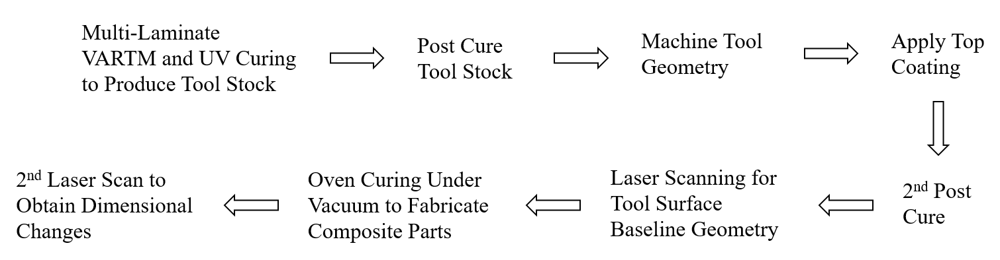 Multi-Laminate
VARTM and UV Curing
to Produce Tool Stock
Post Cure
Tool Stock
Machine Tool
Geometry
Apply Top
Coating
2nd Post
Cure
Laser Scanning for
Tool Surface
Baseline Geometry
Oven Curing Under
Vacuum to Fabricate
Composite Parts
2nd Laser Scan to
Obtain Dimensional
Changes